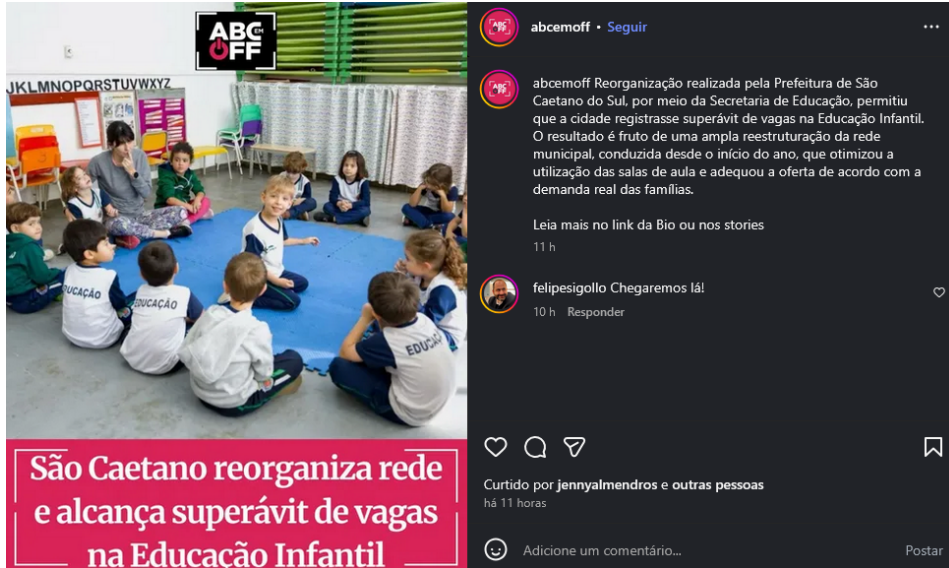 ABC EM
OFF
JKLMNOPQRSTUVWXYZ
EDUCAÇÃO
EDUCAÇÃO
São Caetano reorganiza rede
e alcança superávit de vagas
na Educação Infantil
abcemoff • Seguir
abcemoff Reorganização realizada pela Prefeitura de São
Caetano do Sul, por meio da Secretaria de Educação, permitiu
que a cidade registrasse superávit de vagas na Educação Infantil.
O resultado é fruto de uma ampla reestruturação da rede
municipal, conduzida desde o início do ano, que otimizou a
utilização das salas de aula e adequou a oferta de acordo com a
demanda real das famílias.
Leia mais no link da Bio ou nos stories
11 h
felipesigollo Chegaremos lá!
10 h Responder
Curtido por jennyalmendros e outras pessoas
há 11 horas
Adicione um comentário...
Postar